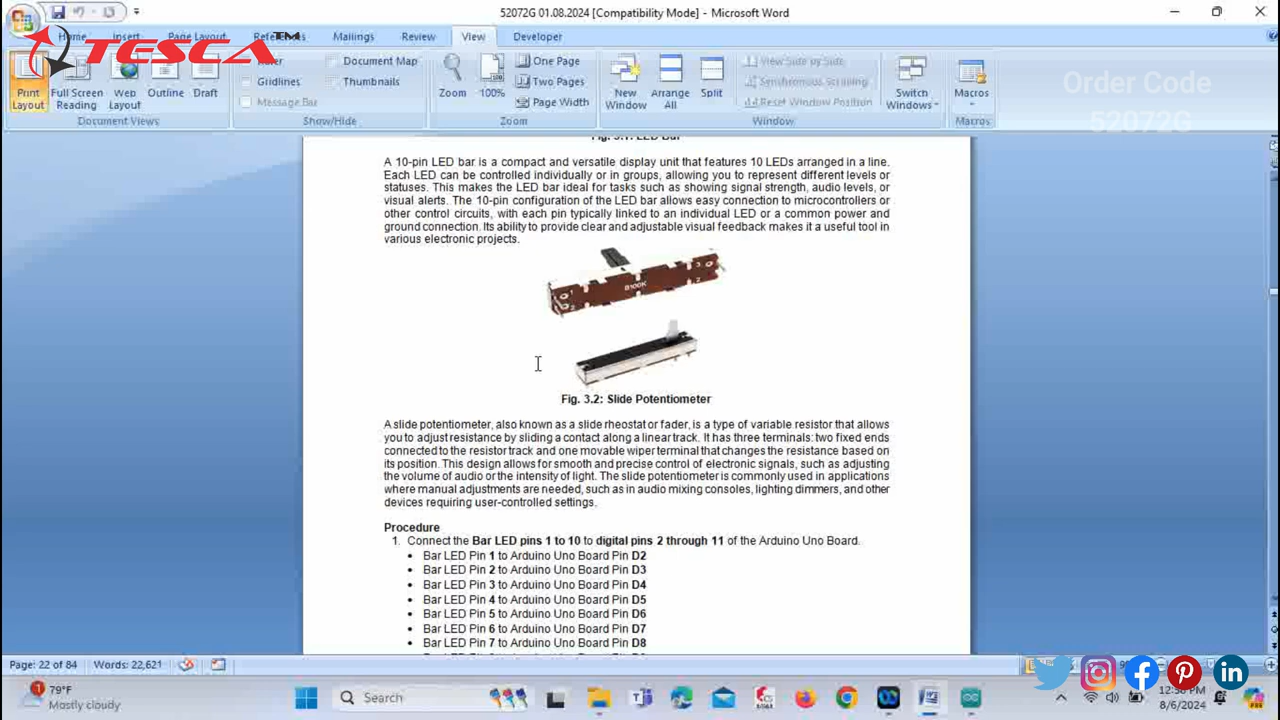 52072G 01.08.2024 [Compatibility Mode] - Microsoft Word
Home Insert Page Layout References Mailings Review View Developer
TESCA™
Ruler Document Map One Page View Side by Side
Gridlines Thumbnails Two Pages Synchronous Scrolling
Message Bar Page Width Reset Window Position
Print Layout
Full Screen Reading
Web Layout
Outline
Draft
Zoom
100%
New Window
Arrange All
Split
Switch Windows
Macros
Document Views Show/Hide Zoom Window Macros
Order Code
52072G
Fig. 3.1: LED Bar
A 10-pin LED bar is a compact and versatile display unit that features 10 LEDs arranged in a line.
Each LED can be controlled individually or in groups, allowing you to represent different levels or
statuses. This makes the LED bar ideal for tasks such as showing signal strength, audio levels, or
visual alerts. The 10-pin configuration of the LED bar allows easy connection to microcontrollers or
other control circuits, with each pin typically linked to an individual LED or a common power and
ground connection. Its ability to provide clear and adjustable visual feedback makes it a useful tool in
various electronic projects.
B100K
Fig. 3.2: Slide Potentiometer
A slide potentiometer, also known as a slide rheostat or fader, is a type of variable resistor that allows
you to adjust resistance by sliding a contact along a linear track. It has three terminals: two fixed ends
connected to the resistor track and one movable wiper terminal that changes the resistance based on
its position. This design allows for smooth and precise control of electronic signals, such as adjusting
the volume of audio or the intensity of light. The slide potentiometer is commonly used in applications
where manual adjustments are needed, such as in audio mixing consoles, lighting dimmers, and other
devices requiring user-controlled settings.
Procedure
1. Connect the Bar LED pins 1 to 10 to digital pins 2 through 11 of the Arduino Uno Board.
• Bar LED Pin 1 to Arduino Uno Board Pin D2
• Bar LED Pin 2 to Arduino Uno Board Pin D3
• Bar LED Pin 3 to Arduino Uno Board Pin D4
• Bar LED Pin 4 to Arduino Uno Board Pin D5
• Bar LED Pin 5 to Arduino Uno Board Pin D6
• Bar LED Pin 6 to Arduino Uno Board Pin D7
• Bar LED Pin 7 to Arduino Uno Board Pin D8
Page: 22 of 84 Words: 22,621
79°F
Mostly cloudy
Search
8/6/2024